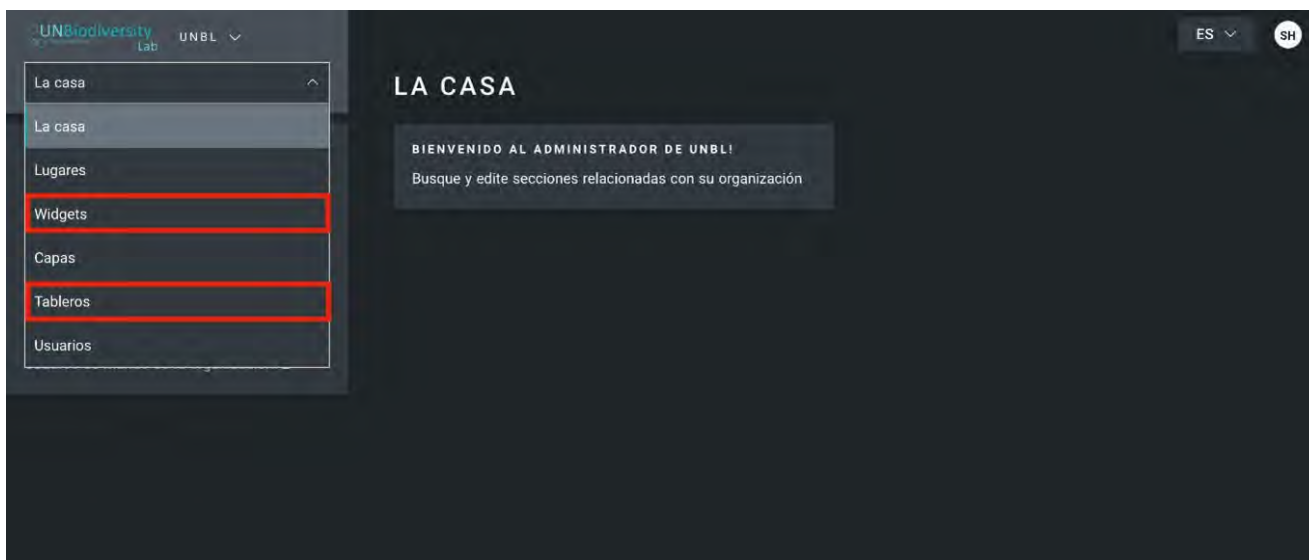 UNBiodiversity
Lab
UNBL
ES
SH
La casa
LA CASA
La casa
Lugares
Widgets
Capas
Tableros
Usuarios
BIENVENIDO AL ADMINISTRADOR DE UNBL!
Busque y edite secciones relacionadas con su organización